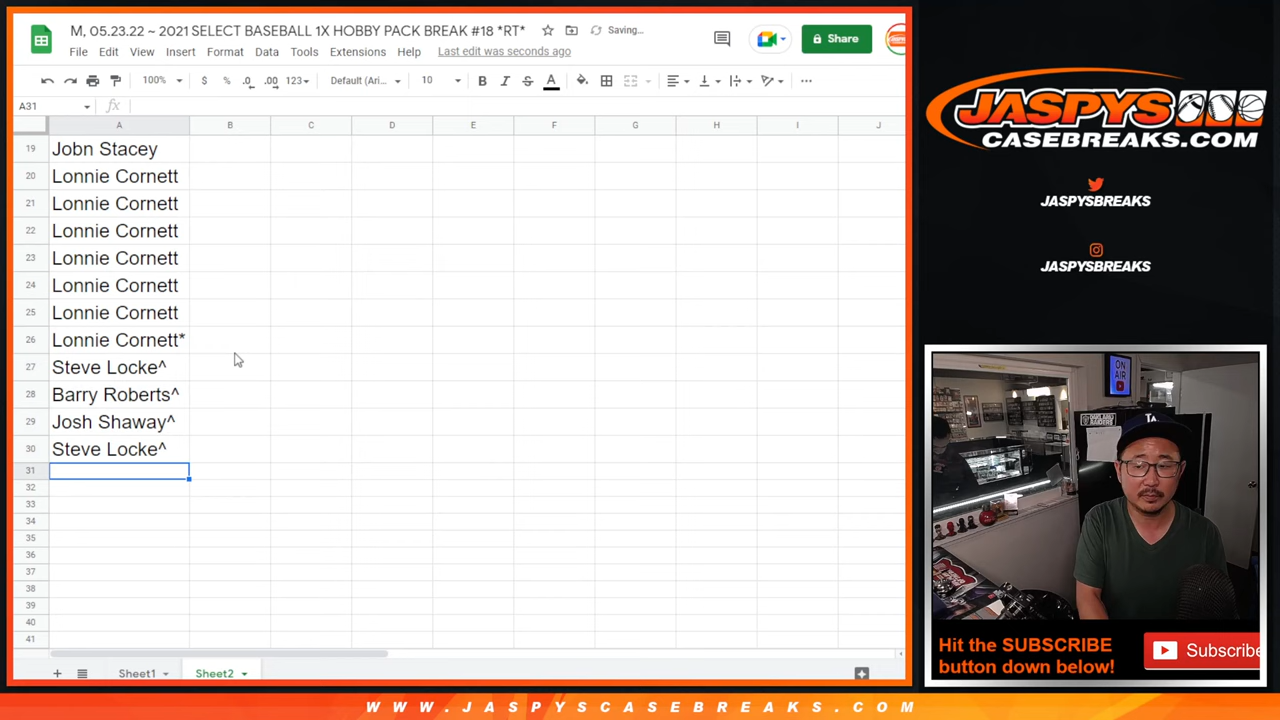 M, 05.23.22 ~ 2021 SELECT BASEBALL 1X HOBBY PACK BREAK #18 *RT*
Saving...
File Edit View Insert Format Data Tools Extensions Help Last edit was seconds ago
Share
100% $ % .0 .00 123 Default (Ari... 10 B I S A
A31 fx
A B C D E F G H I J
19 Jobn Stacey
20 Lonnie Cornett
21 Lonnie Cornett
22 Lonnie Cornett
23 Lonnie Cornett
24 Lonnie Cornett
25 Lonnie Cornett
26 Lonnie Cornett*
27 Steve Locke^
28 Barry Roberts^
29 Josh Shaway^
30 Steve Locke^
31
32
33
34
35
36
37
38
39
40
41
Sheet1 Sheet2
JASPYS
CASEBREAKS.COM
JASPYSBREAKS
JASPYSBREAKS
ON
AIR
Hit the SUBSCRIBE
button down below!
Subscribe
WWW.JASPYSCASEBREAKS.COM